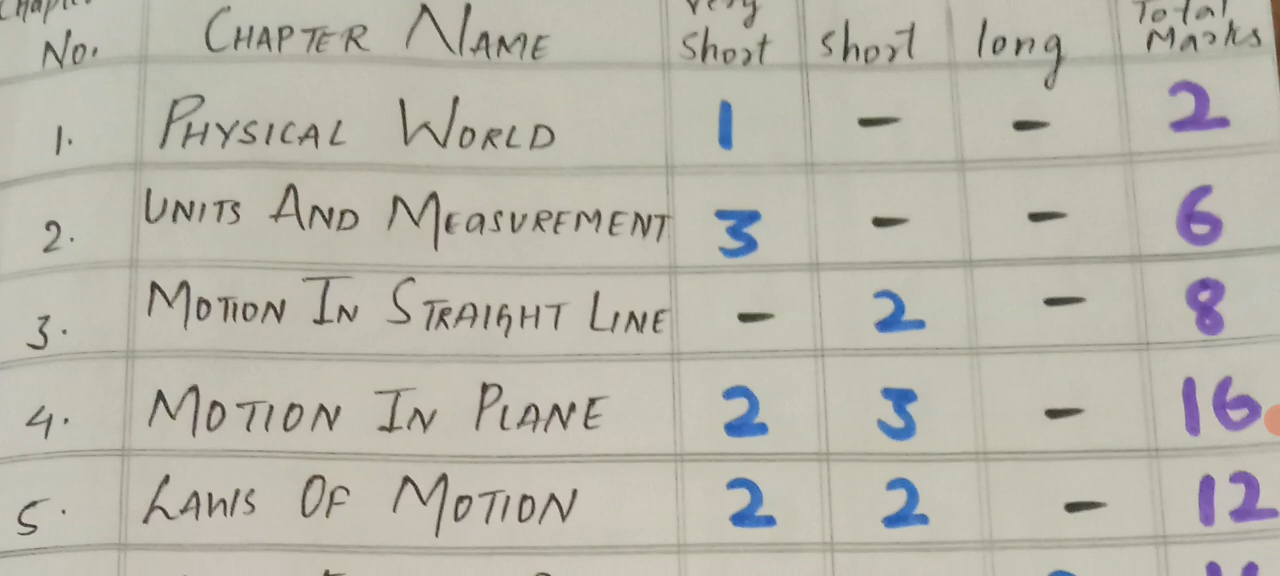 Chapter No. CHAPTER NAME Very Short short long Total Marks
1. PHYSICAL WORLD 1 - - 2
2. UNITS AND MEASUREMENT 3 - - 6
3. MOTION IN STRAIGHT LINE - 2 - 8
4. MOTION IN PLANE 2 3 - 16
5. LAWS OF MOTION 2 2 - 12